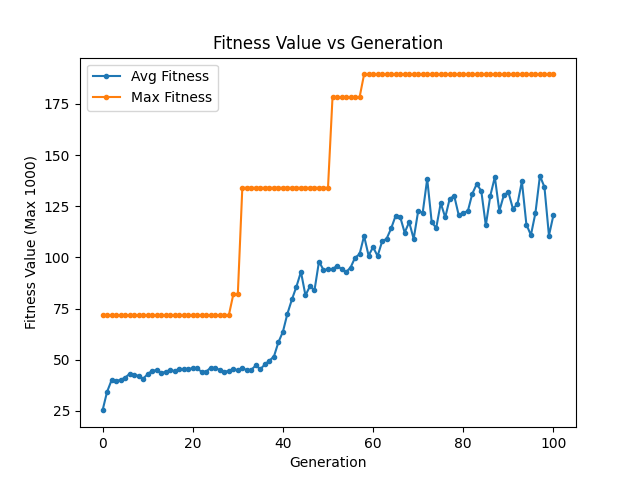 Fitness Value vs Generation
Avg Fitness
Max Fitness
Fitness Value (Max 1000)
175
150
125
100
75
50
25
0 20 40 60 80 100
Generation